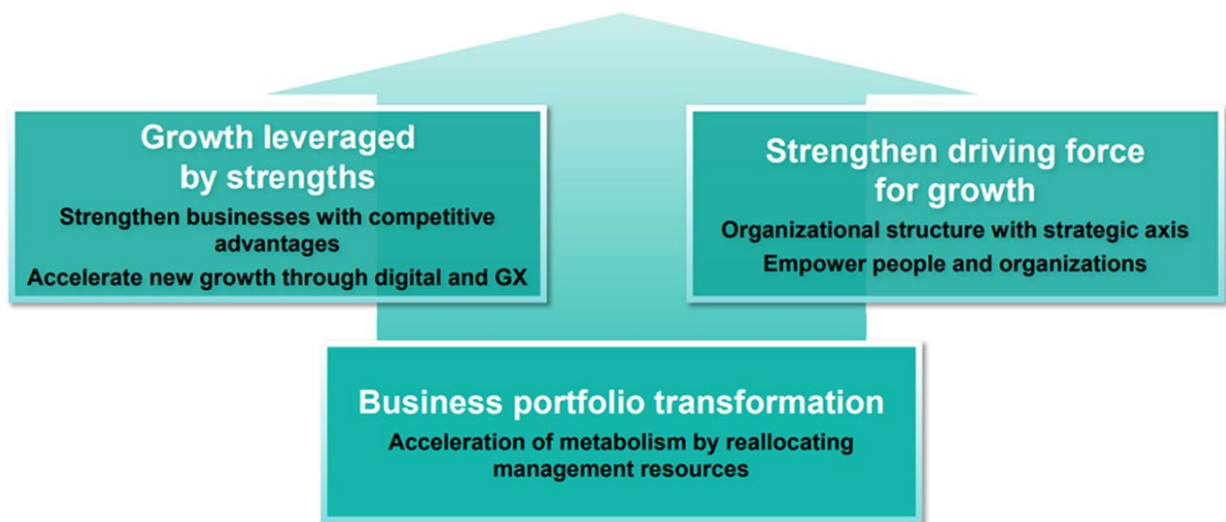 Growth leveraged
by strengths
Strengthen businesses with competitive
advantages
Accelerate new growth through digital and GX
Strengthen driving force
for growth
Organizational structure with strategic axis
Empower people and organizations
Business portfolio transformation
Acceleration of metabolism by reallocating
management resources